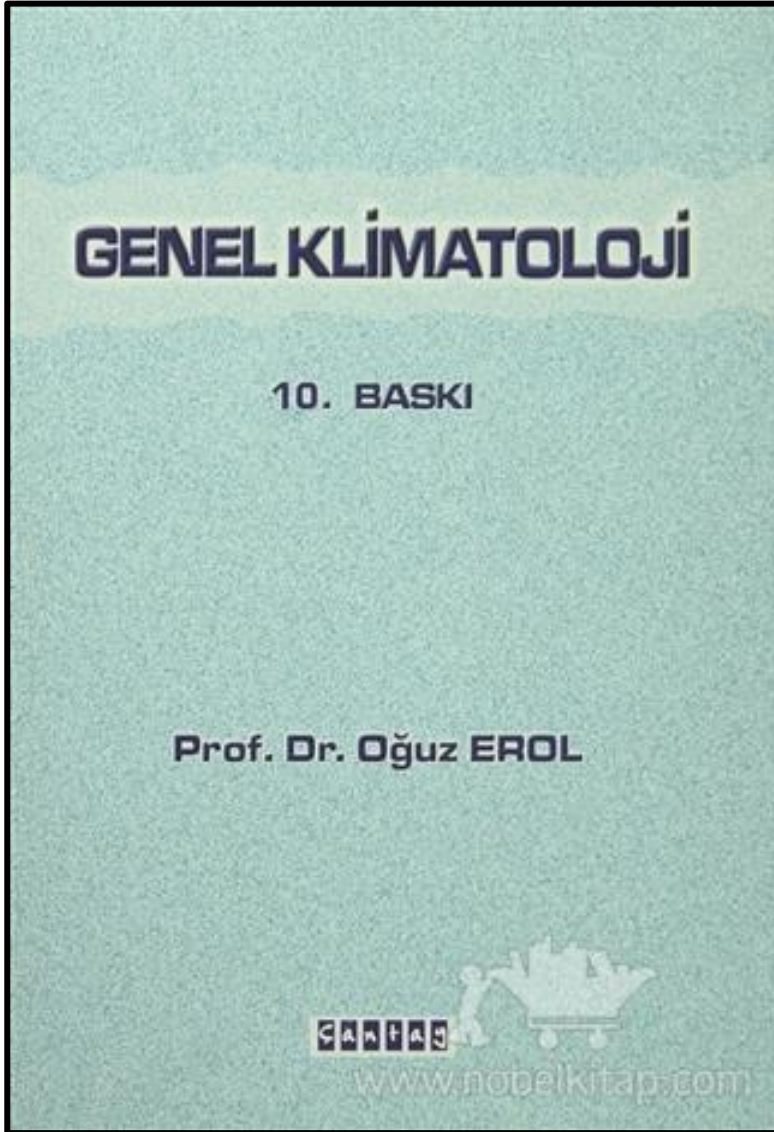 GENEL KLİMATOLOJİ
10. BASKI
Prof. Dr. Oğuz EROL
Çantay
www.nobelkitap.com